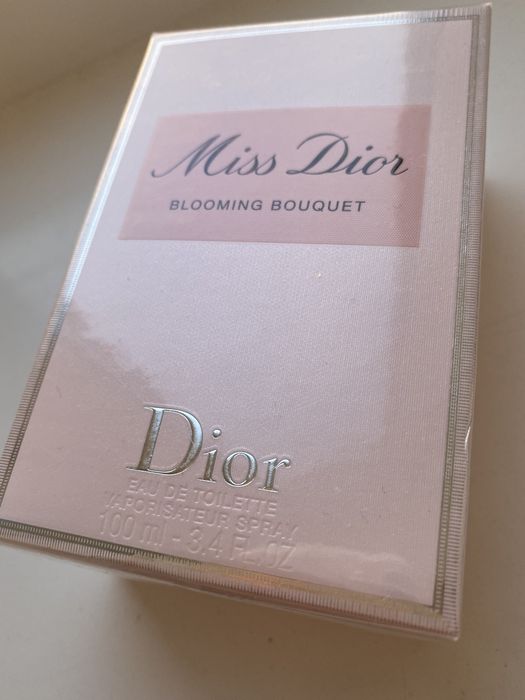 Miss Dior
BLOOMING BOUQUET
Dior
EAU DE TOILETTE
VAPORISATEUR SPRAY
100 ml - 3.4 FL.OZ